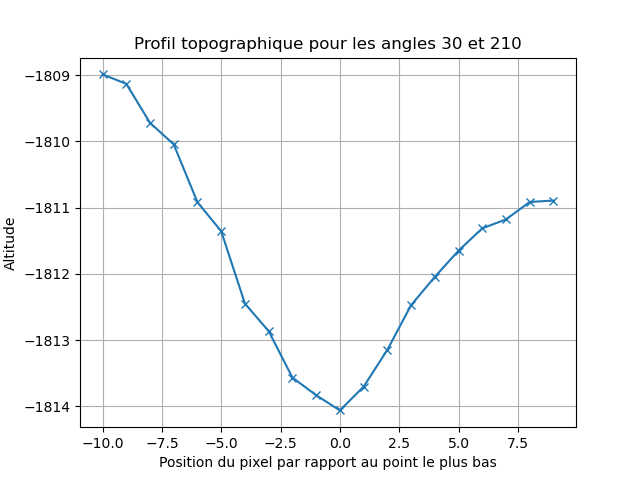 Profil topographique pour les angles 30 et 210
−1809
−1810
−1811
−1812
−1813
−1814
Altitude
−10.0 −7.5 −5.0 −2.5 0.0 2.5 5.0 7.5
Position du pixel par rapport au point le plus bas